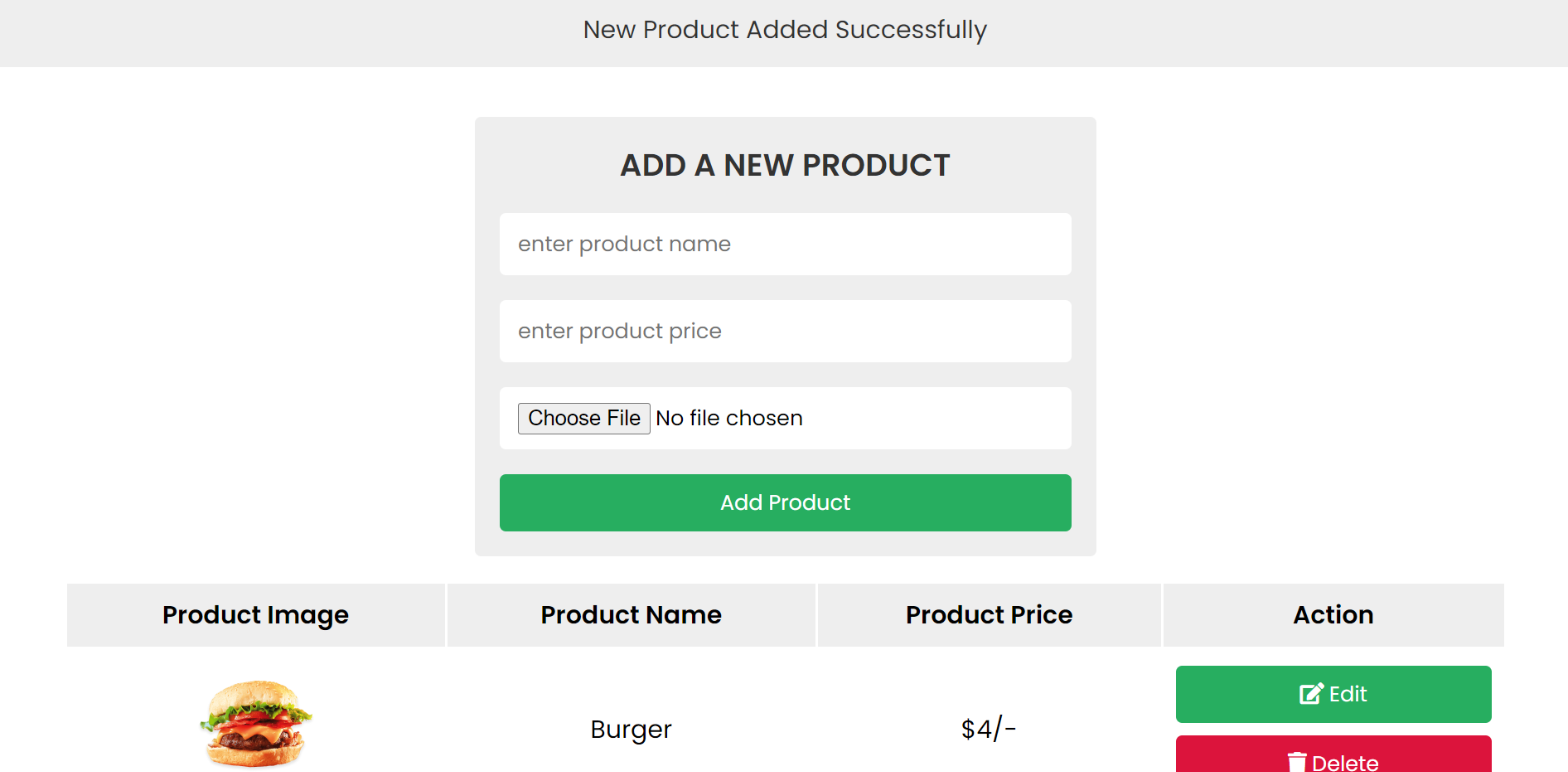 New Product Added Successfully
ADD A NEW PRODUCT
enter product name
enter product price
Choose File No file chosen
Add Product
Product Image Product Name Product Price Action
Edit
Burger $4/-
Delete